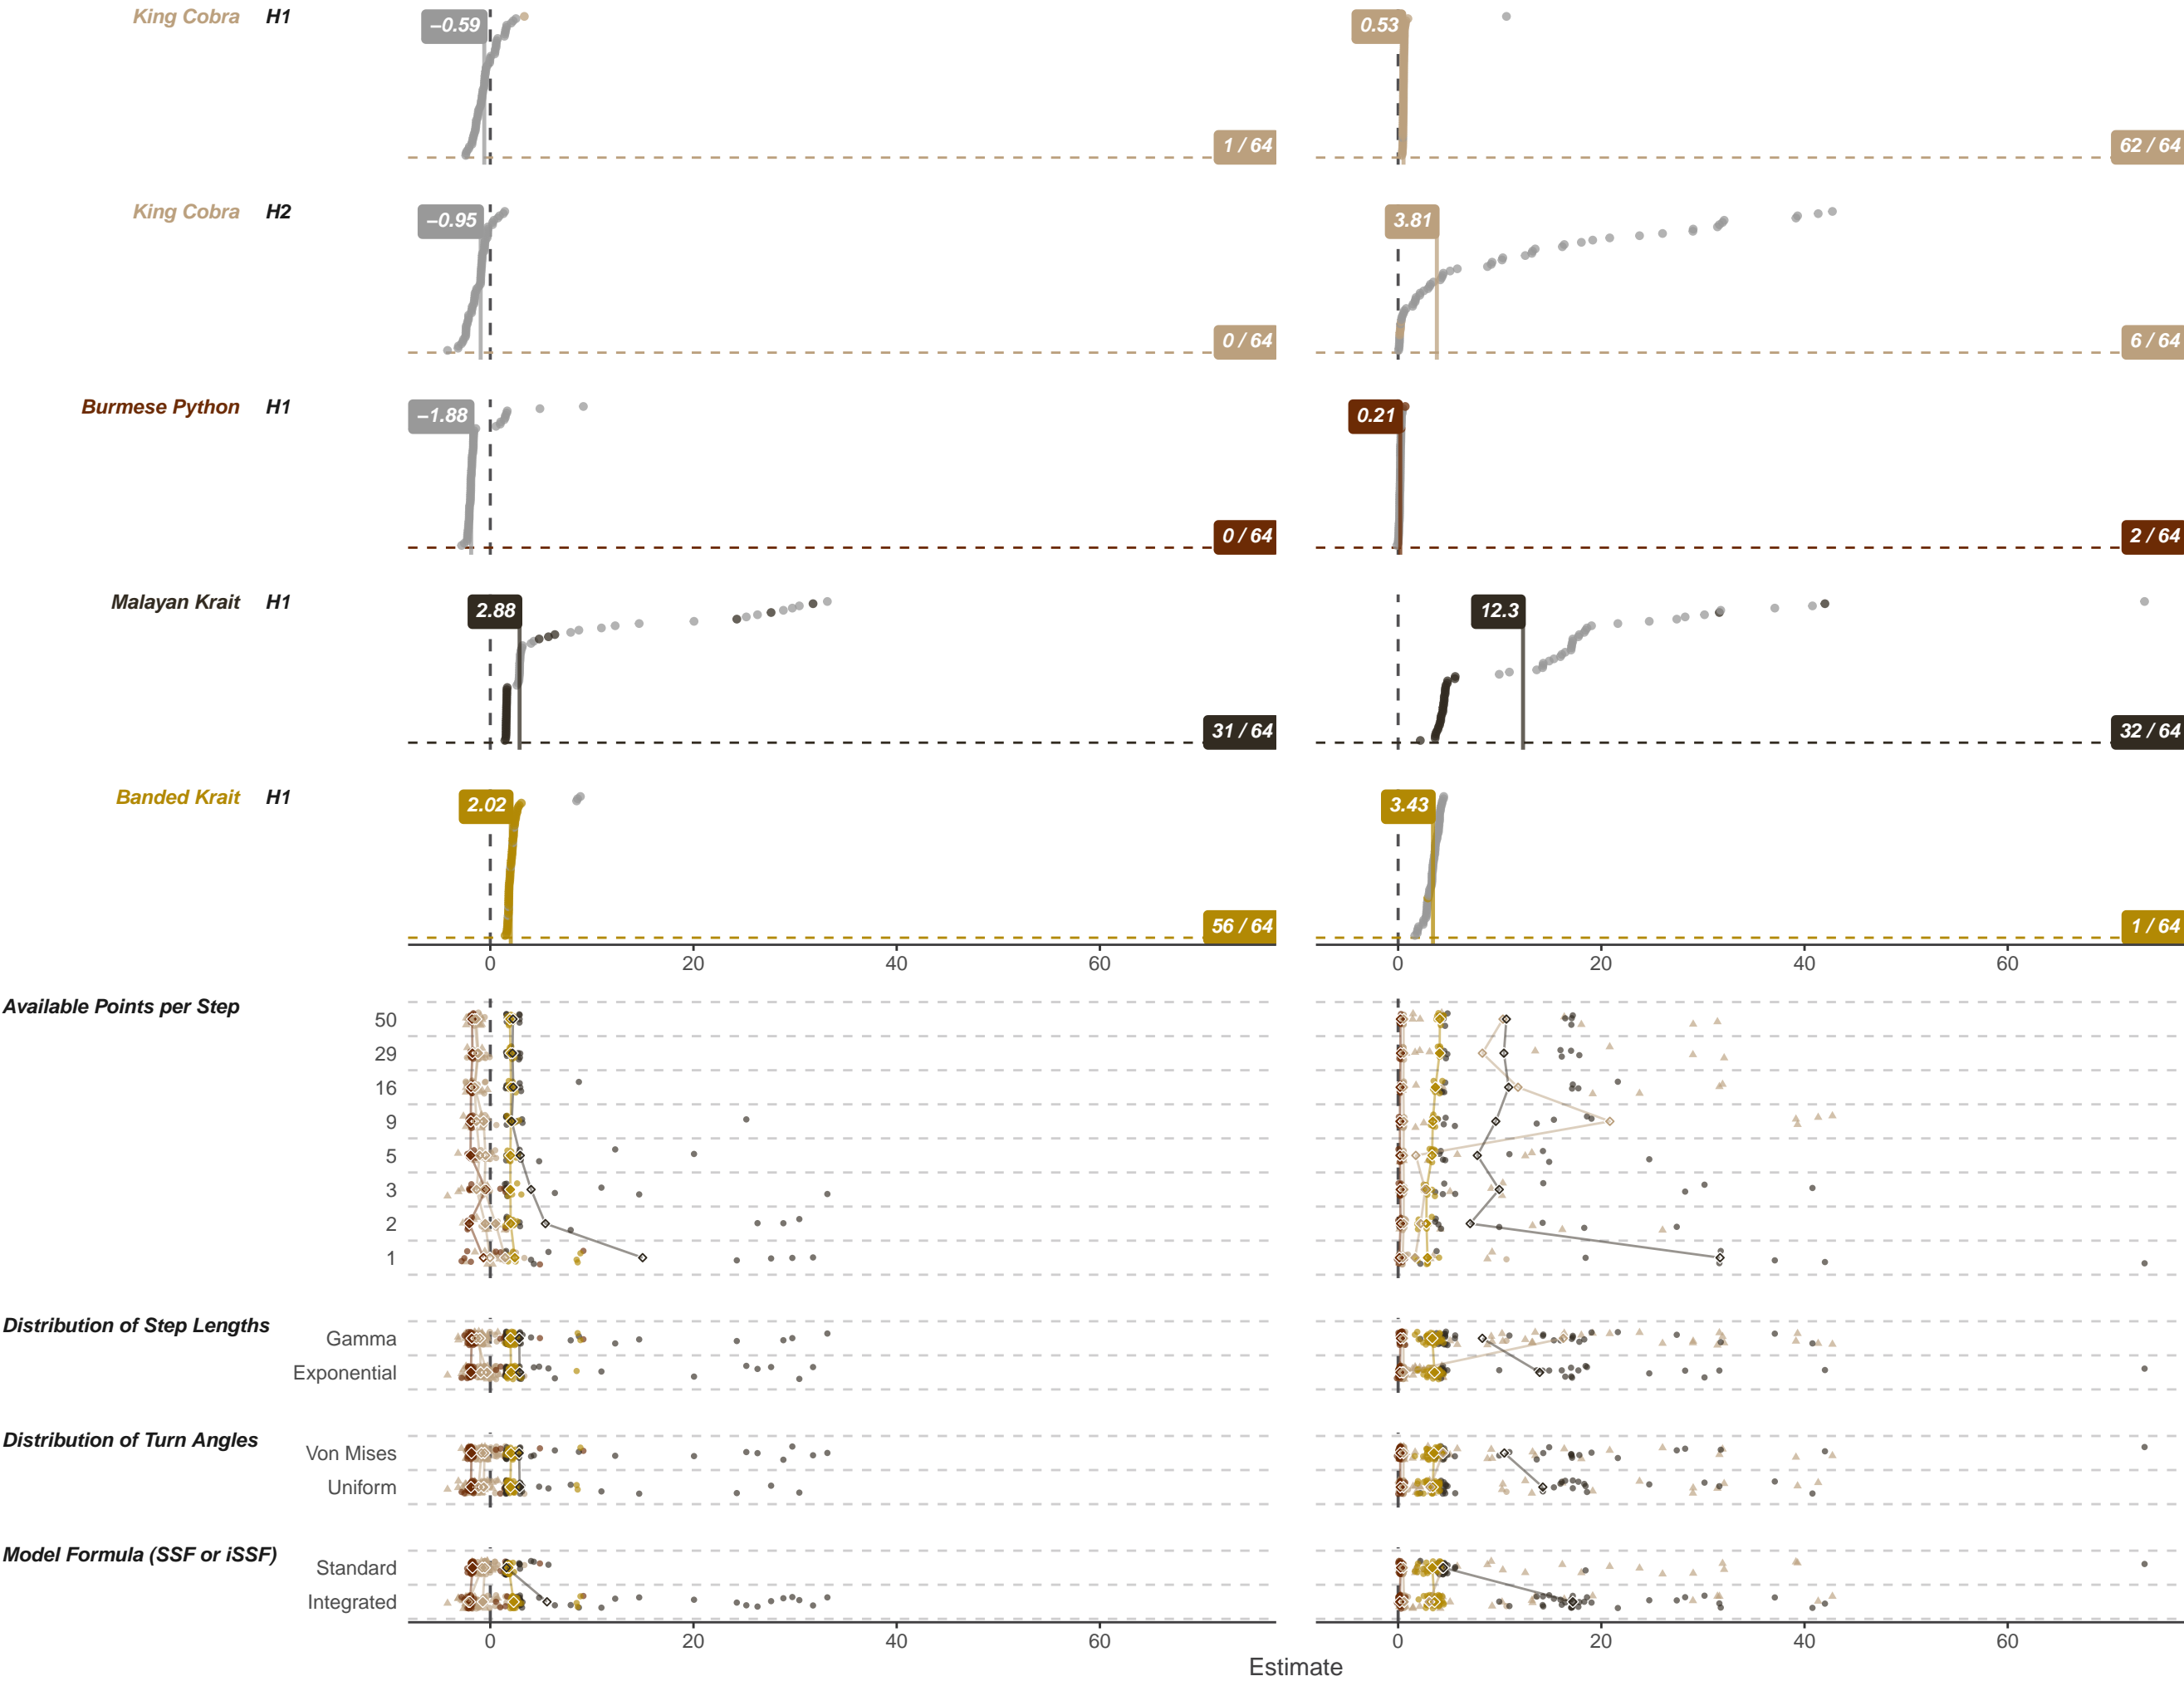 King Cobra H1 –0.59 0.53
1 / 64 62 / 64
King Cobra H2 –0.95 3.81
0 / 64 6 / 64
Burmese Python H1 –1.88 0.21
0 / 64 2 / 64
Malayan Krait H1 2.88 12.3
31 / 64 32 / 64
Banded Krait H1 2.02 3.43
56 / 64 1 / 64
0 20 40 60 0 20 40 60
Available Points per Step
50
29
16
9
5
3
2
1
Distribution of Step Lengths
Gamma
Exponential
Distribution of Turn Angles
Von Mises
Uniform
Model Formula (SSF or iSSF)
Standard
Integrated
0 20 40 60 0 20 40 60
Estimate